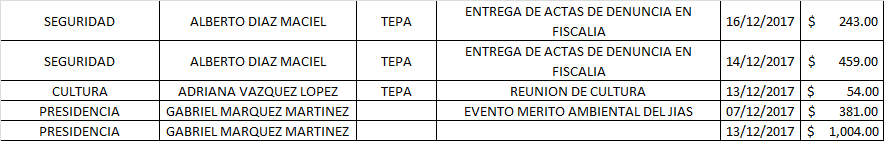 SEGURIDAD ALBERTO DIAZ MACIEL TEPA ENTREGA DE ACTAS DE DENUNCIA EN FISCALIA 16/12/2017 $ 243.00
SEGURIDAD ALBERTO DIAZ MACIEL TEPA ENTREGA DE ACTAS DE DENUNCIA EN FISCALIA 14/12/2017 $ 459.00
CULTURA ADRIANA VAZQUEZ LOPEZ TEPA REUNION DE CULTURA 13/12/2017 $ 54.00
PRESIDENCIA GABRIEL MARQUEZ MARTINEZ EVENTO MERITO AMBIENTAL DEL JIAS 07/12/2017 $ 381.00
PRESIDENCIA GABRIEL MARQUEZ MARTINEZ 13/12/2017 $ 1,004.00